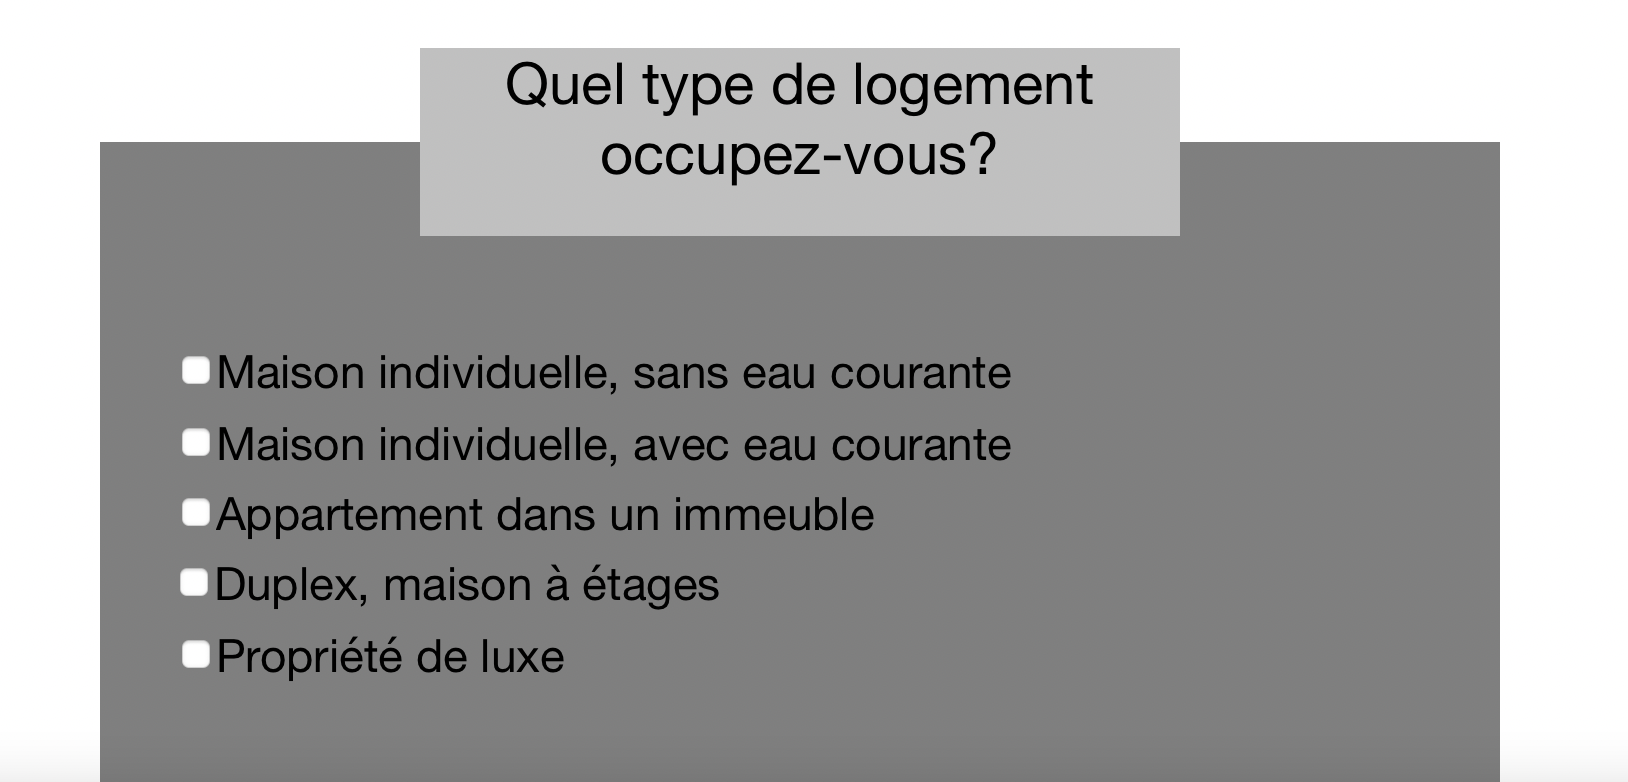 Quel type de logement
occupez-vous?
Maison individuelle, sans eau courante
Maison individuelle, avec eau courante
Appartement dans un immeuble
Duplex, maison à étages
Propriété de luxe